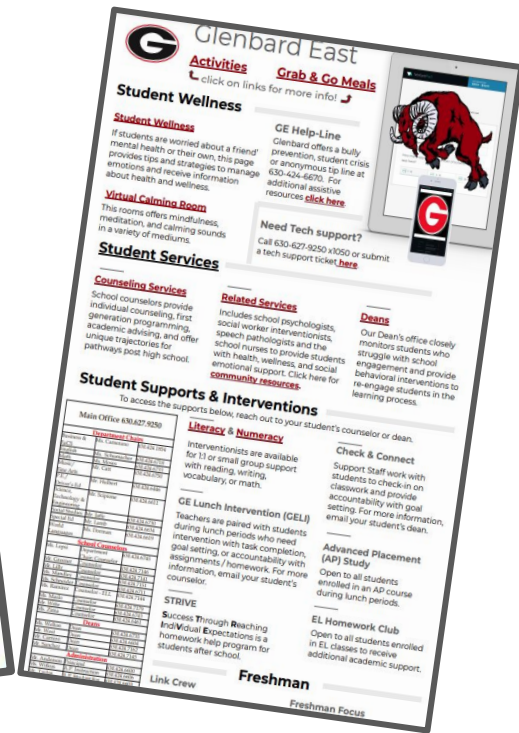 Glenbard East
Activities
Grab & Go Meals
click on links for more info!
Student Wellness
Student Wellness
If students are worried about a friend'
mental health or their own, this page
provides tips and strategies to manage
emotions and receive information
about health and wellness.
Virtual Calming Room
This rooms offers mindfulness,
meditation, and calming sounds
in a variety of mediums.
GE Help-Line
Glenbard offers a bully
prevention, student crisis
or anonymous tip line at
630-424-6670. For
additional assistive
resources click here.
Need Tech support?
Call 630-627-9250 x1050 or submit
a tech support ticket here.
Student Services
Counseling Services
School counselors provide
individual counseling, first
generation programming,
academic advising, and offer
unique trajectories for
pathways post high school.
Related Services
Includes school psychologists,
social worker interventionists,
speech pathologists and the
school nurses to provide students
with health, wellness, and social
emotional support. Click here for
community resources.
Deans
Our Dean's office closely
monitors students who
struggle with school
engagement and provide
behavioral interventions to
re-engage students in the
learning process.
Student Supports & Interventions
To access the supports below, reach out to your student's counselor or dean.
Main Office 630.627.9250
Department Chairs
School Counselors
Deans
Administration
Literacy & Numeracy
Interventionists are available
for 1:1 or small group support
with reading, writing,
vocabulary, or math.
GE Lunch Intervention (GELI)
Teachers are paired with students
during lunch periods who need
intervention with task completion,
goal setting, or accountability with
assignments / homework. For more
information, email your student's
counselor.
STRIVE
Success Through Reaching
IndiVidual Expectations is a
homework help program for
students after school.
Check & Connect
Support Staff work with
students to check-in on
classwork and provide
accountability with goal
setting. For more information,
email your student's dean.
Advanced Placement
(AP) Study
Open to all students
enrolled in an AP course
during lunch periods.
EL Homework Club
Open to all students enrolled
in EL classes to receive
additional academic support.
Freshman
Link Crew
Freshman Focus